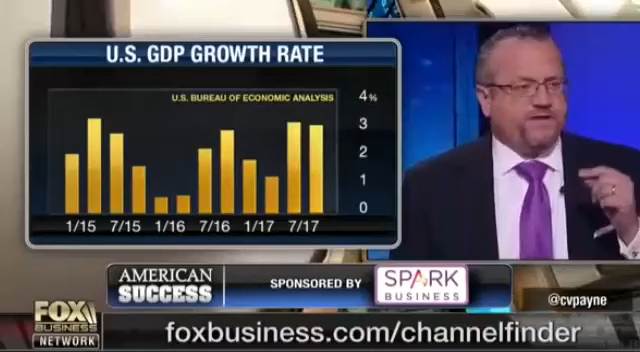 U.S. GDP GROWTH RATE
U.S. BUREAU OF ECONOMIC ANALYSIS
4%
3
2
1
0
1/15 7/15 1/16 7/16 1/17 7/17
AMERICAN
SUCCESS
SPONSORED BY
SPARK
BUSINESS
@cvpayne
FOX
BUSINESS
NETWORK
foxbusiness.com/channelfinder